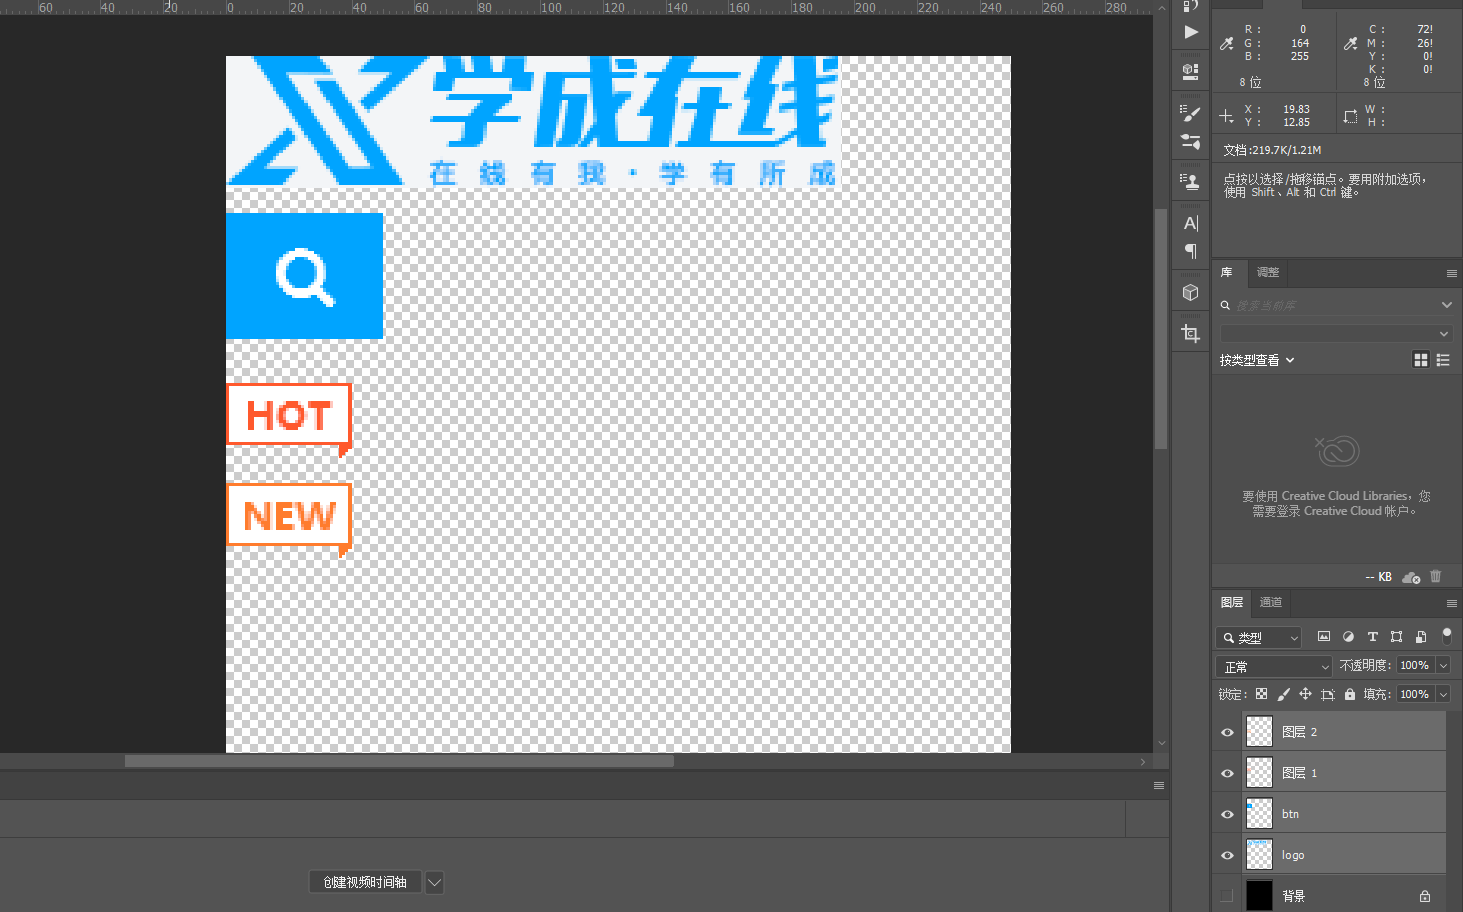 60 40 20 0 20 40 60 80 100 120 140 160 180 200 220 240 260 280
学成在线
在线有我·学有所成
HOT
NEW
创建视频时间轴
R: 0 C: 72!
G: 164 M: 26!
B: 255 Y: 0!
K: 0!
8 位 8 位
X: 19.83 W:
Y: 12.85 H:
文档:219.7K/1.21M
点按以选择/拖移锚点。要用附加选项，
使用 Shift、Alt 和 Ctrl 键。
库 调整
搜索当前库
按类型查看
要使用 Creative Cloud Libraries，您
需要登录 Creative Cloud 帐户。
-- KB
图层 通道
类型
正常 不透明度: 100%
锁定: 填充: 100%
图层 2
图层 1
btn
logo
背景